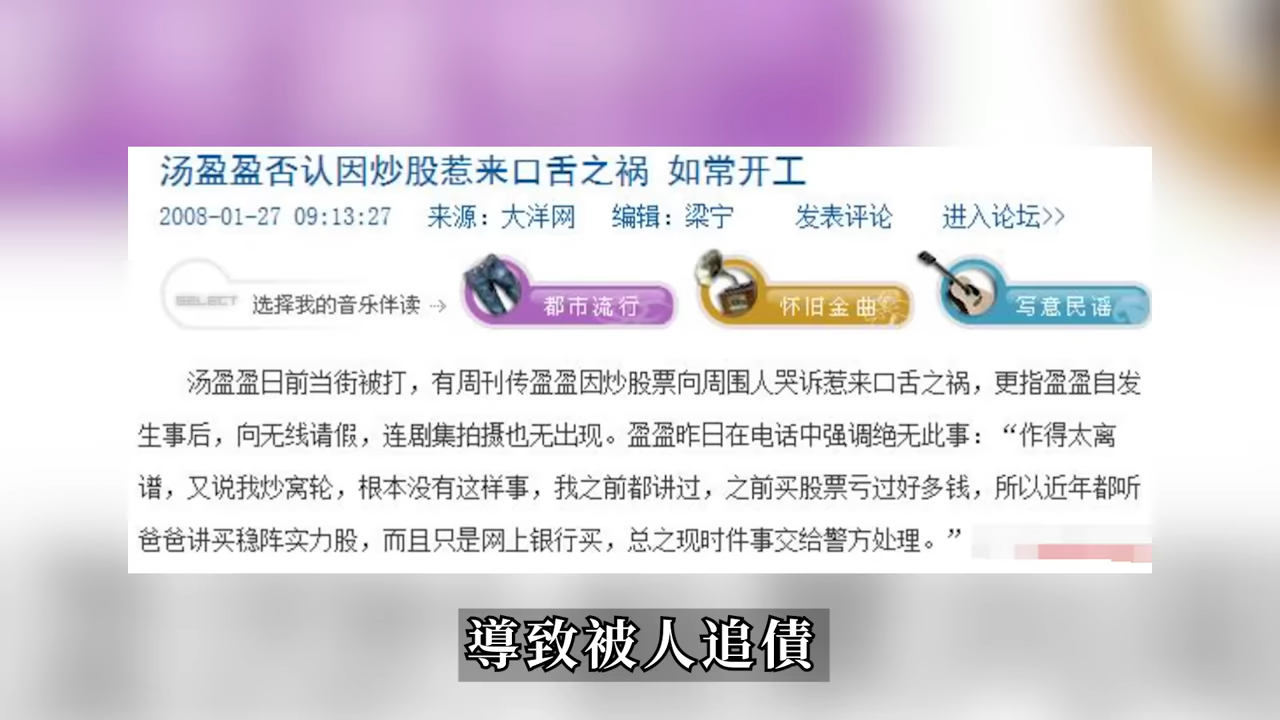 汤盈盈否认因炒股惹来口舌之祸 如常开工
2008-01-27 09:13:27 来源：大洋网 编辑：梁宁 发表评论 进入论坛>>
SELECT 选择我的音乐伴读 都市流行 怀旧金曲 写意民谣
汤盈盈日前当街被打，有周刊传盈盈因炒股票向周围人哭诉惹来口舌之祸，更指盈盈自发
生事后，向无线请假，连剧集拍摄也无出现。盈盈昨日在电话中强调绝无此事：“作得太离
谱，又说我炒窝轮，根本没有这样事，我之前都讲过，之前买股票亏过好多钱，所以近年都听
爸爸讲买稳阵实力股，而且只是网上银行买，总之现时件事交给警方处理。”
導致被人追債